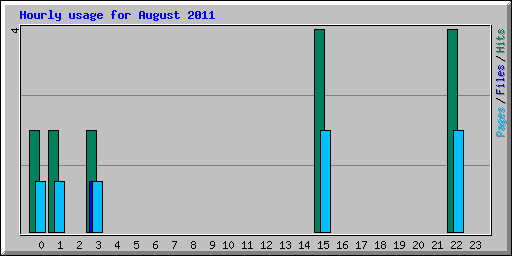 Hourly usage for August 2011
4
Pages/Files/Hits
0 1 2 3 4 5 6 7 8 9 10 11 12 13 14 15 16 17 18 19 20 21 22 23